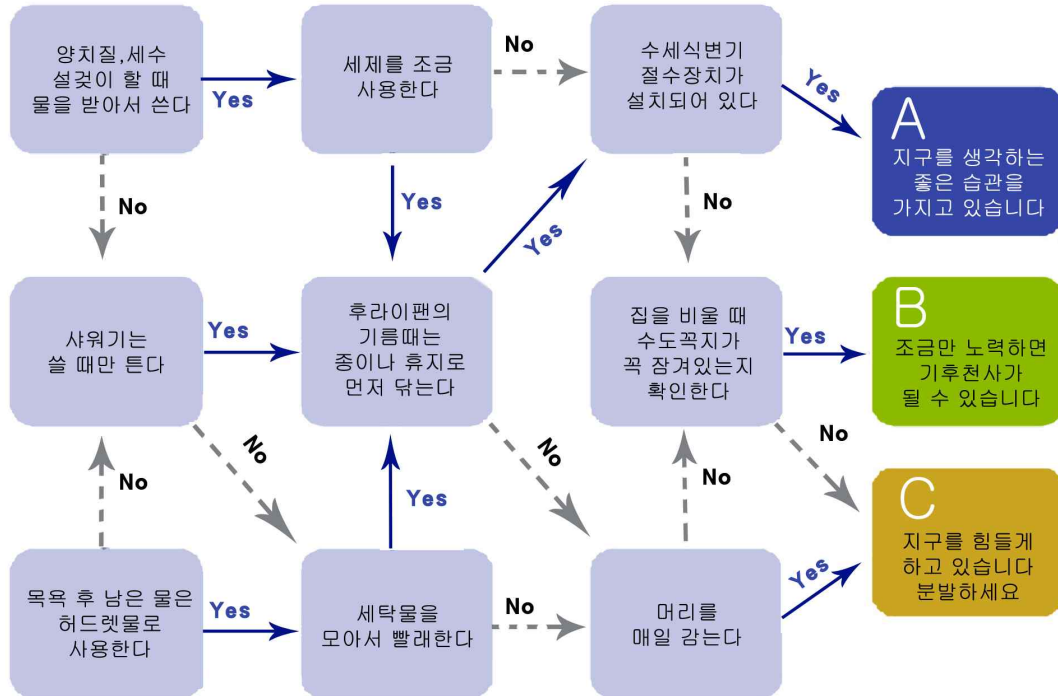 양치질,세수
설겆이 할 때
물을 받아서 쓴다
Yes
세제를 조금
사용한다
No
수세식변기
절수장치가
설치되어 있다
Yes
A
지구를 생각하는
좋은 습관을
가지고 있습니다
No
Yes
Yes
No
샤워기는
쓸 때만 튼다
Yes
후라이팬의
기름때는
종이나 휴지로
먼저 닦는다
집을 비울 때
수도꼭지가
꼭 잠겨있는지
확인한다
Yes
B
조금만 노력하면
기후천사가
될 수 있습니다
No
No
Yes
No
No
No
C
지구를 힘들게
하고 있습니다
분발하세요
목욕 후 남은 물은
허드렛물로
사용한다
Yes
세탁물을
모아서 빨래한다
No
머리를
매일 감는다
Yes